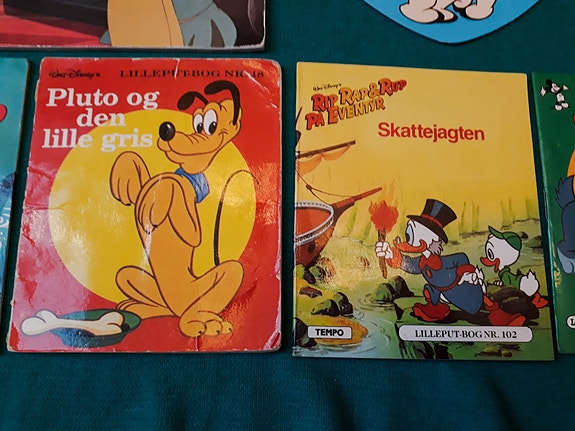 Walt Disney's
LILLEPUT-BOG NR. 18
Pluto og
den
lille gris
Walt Disney's
RIP, RAP & RUP
PÅ EVENTYR
Skattejagten
TEMPO
LILLEPUT-BOG NR. 102